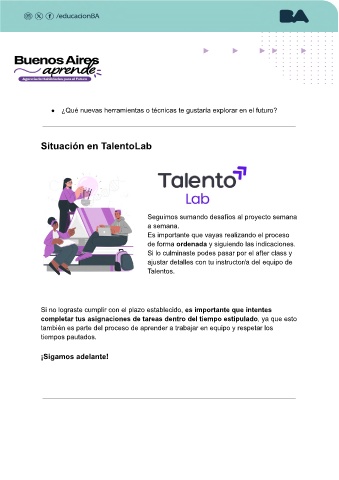 /educacionBA
BA
Buenos Aires
aprende
Agencia de Habilidades para el Futuro
● ¿Qué nuevas herramientas o técnicas te gustaría explorar en el futuro?
Situación en TalentoLab
Talento
Lab
Seguimos sumando desafíos al proyecto semana
a semana.
Es importante que vayas realizando el proceso
de forma ordenada y siguiendo las indicaciones.
Si lo culminaste podes pasar por el after class y
ajustar detalles con tu instructor/a del equipo de
Talentos.
Si no lograste cumplir con el plazo establecido, es importante que intentes
completar tus asignaciones de tareas dentro del tiempo estipulado, ya que esto
también es parte del proceso de aprender a trabajar en equipo y respetar los
tiempos pautados.
¡Sigamos adelante!